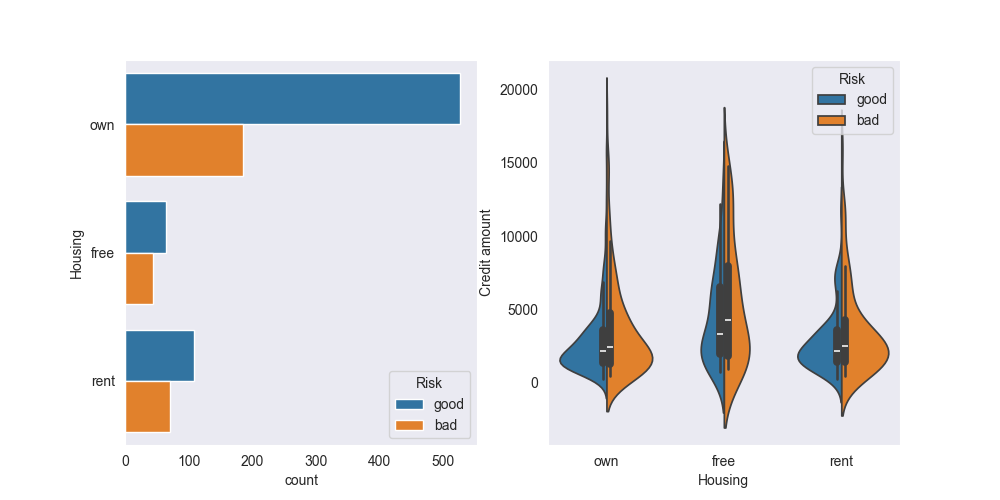 own
free
rent
Housing
0 100 200 300 400 500
count
Risk
good
bad
20000
15000
10000
5000
0
Credit amount
own free rent
Housing
Risk
good
bad